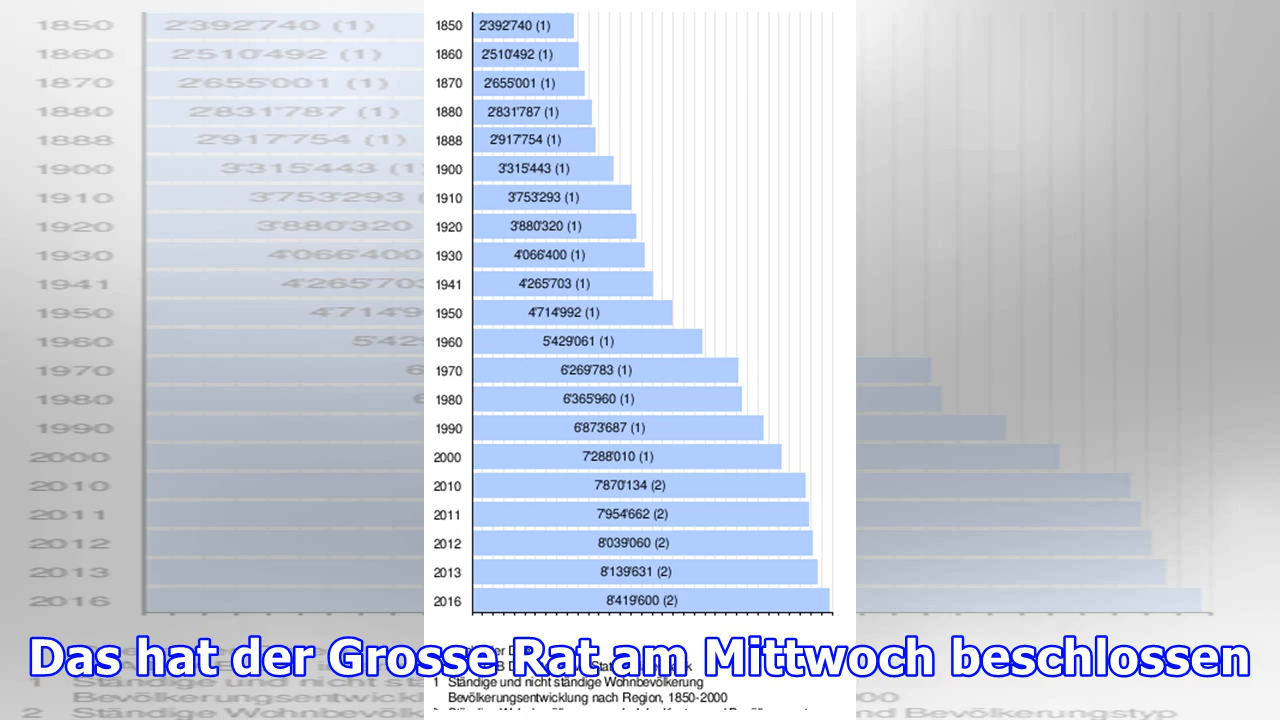 1850 2'392'740 (1)
1860 2'510'492 (1)
1870 2'655'001 (1)
1880 2'831'787 (1)
1888 2'917'754 (1)
1900 3'315'443 (1)
1910 3'753'293 (1)
1920 3'880'320 (1)
1930 4'066'400 (1)
1941 4'265'703 (1)
1950 4'714'992 (1)
1960 5'429'061 (1)
1970 6'269'783 (1)
1980 6'365'960 (1)
1990 6'873'687 (1)
2000 7'288'010 (1)
2010 7'870'134 (2)
2011 7'954'662 (2)
2012 8'039'060 (2)
2013 8'139'631 (2)
2016 8'419'600 (2)
Das hat der Grosse Rat am Mittwoch beschlossen
1 Ständige und nicht ständige Wohnbevölkerung
Bevölkerungsentwicklung nach Region, 1850-2000